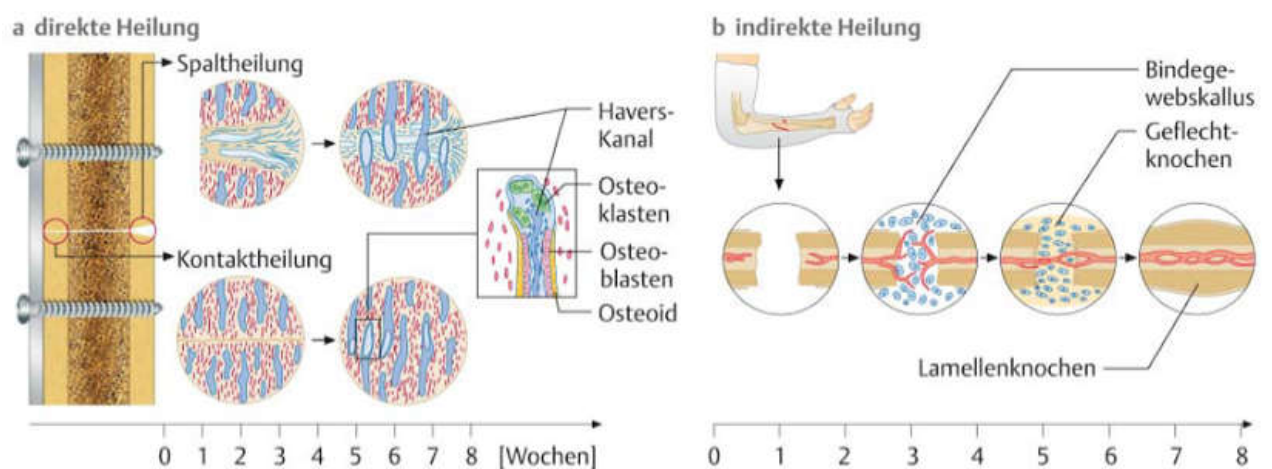 a direkte Heilung
Spaltheilung
Kontaktheilung
Havers-
Kanal
Osteo-
klasten
Osteo-
blasten
Osteoid
0 1 2 3 4 5 6 7 8 [Wochen]
b indirekte Heilung
Bindege-
webskallus
Geflecht-
knochen
Lamellenknochen
0 1 2 3 4 5 6 7 8